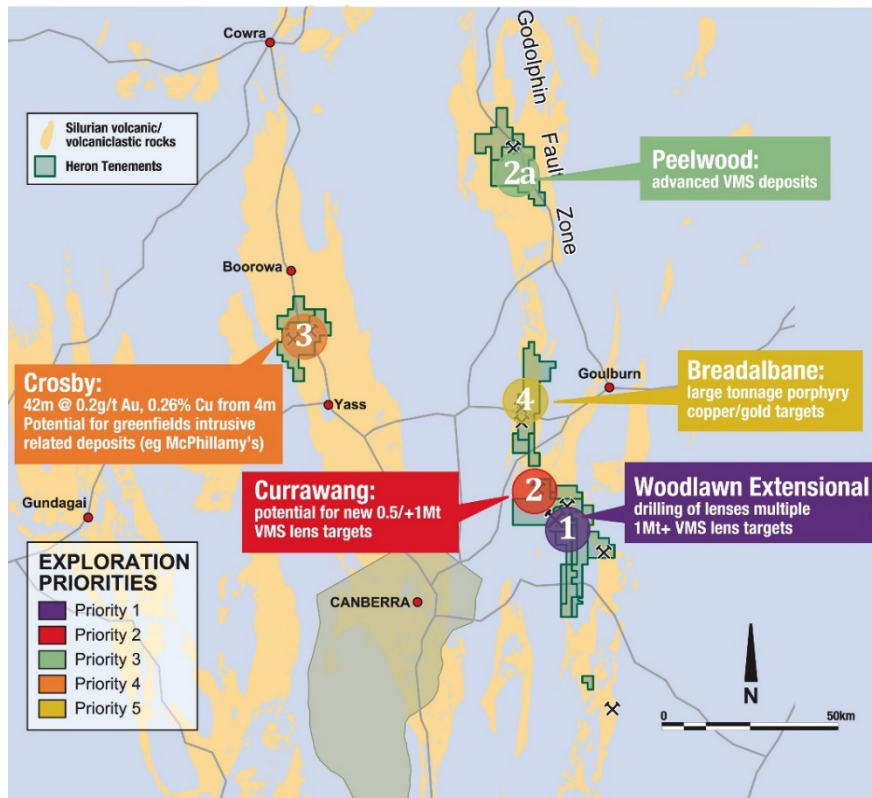 Cowra
Godolphin
Fault
Zone
Silurian volcanic/
volcaniclastic rocks
Heron Tenements
2a
Peelwood:
advanced VMS deposits
Boorowa
3
Crosby:
42m @ 0.2g/t Au, 0.26% Cu from 4m
Potential for greenfields intrusive
related deposits (eg McPhillamy's)
Yass
Goulburn
4
Breadalbane:
large tonnage porphyry
copper/gold targets
Gundagai
Currawang:
potential for new 0.5/+1Mt
VMS lens targets
2
1
Woodlawn Extensional
drilling of lenses multiple
1Mt+ VMS lens targets
EXPLORATION
PRIORITIES
Priority 1
Priority 2
Priority 3
Priority 4
Priority 5
CANBERRA
N
0
50km